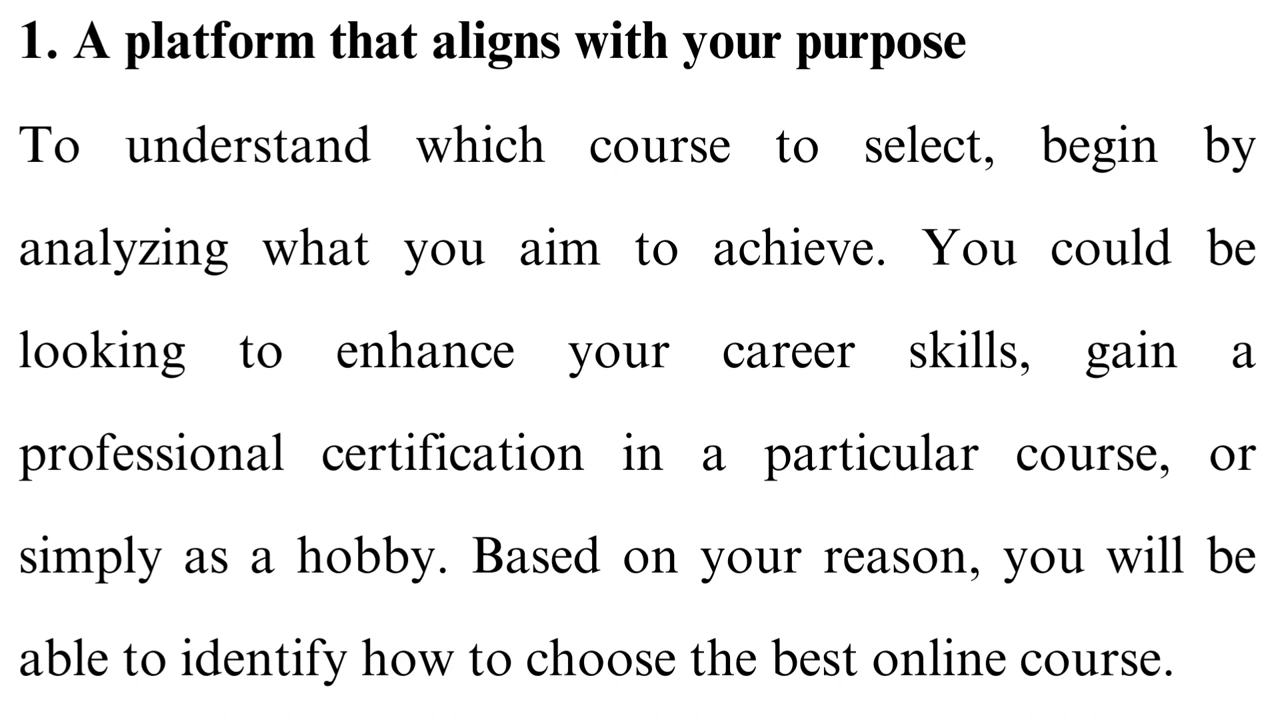 1. A platform that aligns with your purpose
To understand which course to select, begin by
analyzing what you aim to achieve. You could be
looking to enhance your career skills, gain a
professional certification in a particular course, or
simply as a hobby. Based on your reason, you will be
able to identify how to choose the best online course.